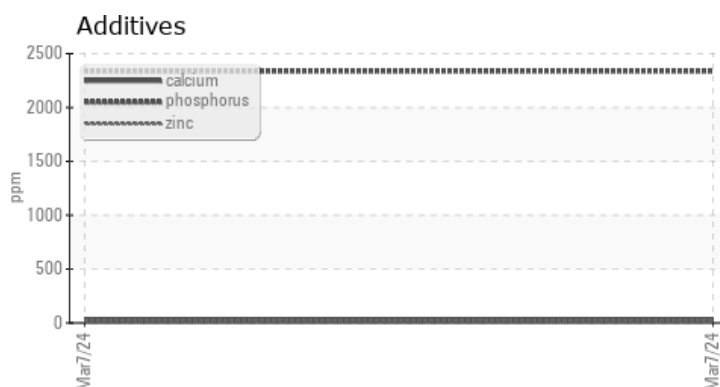 Additives
2500
2000
1500
1000
500
0
ppm
calcium
phosphorus
zinc
Mar7/24
Mar7/24